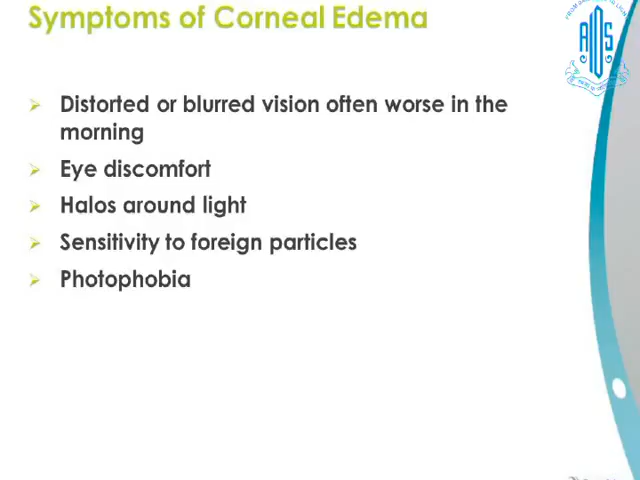 Symptoms of Corneal Edema
AIOS
Distorted or blurred vision often worse in the
morning
Eye discomfort
Halos around light
Sensitivity to foreign particles
Photophobia